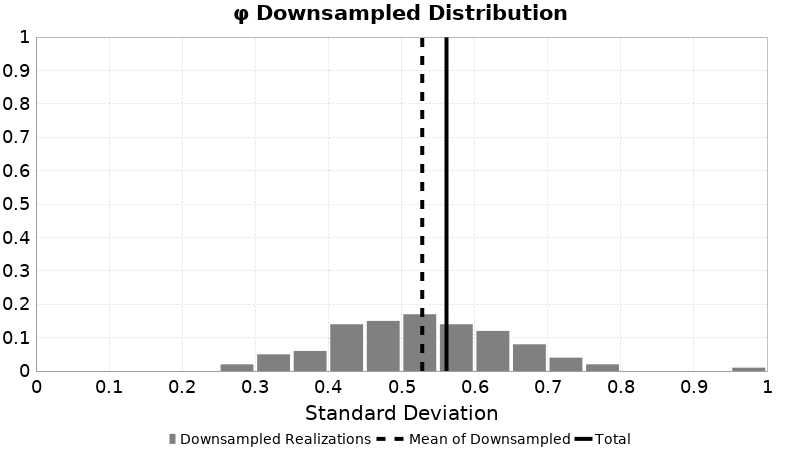 φ Downsampled Distribution
1
0.9
0.8
0.7
0.6
0.5
0.4
0.3
0.2
0.1
0
0 0.1 0.2 0.3 0.4 0.5 0.6 0.7 0.8 0.9 1
Standard Deviation
Downsampled Realizations Mean of Downsampled Total